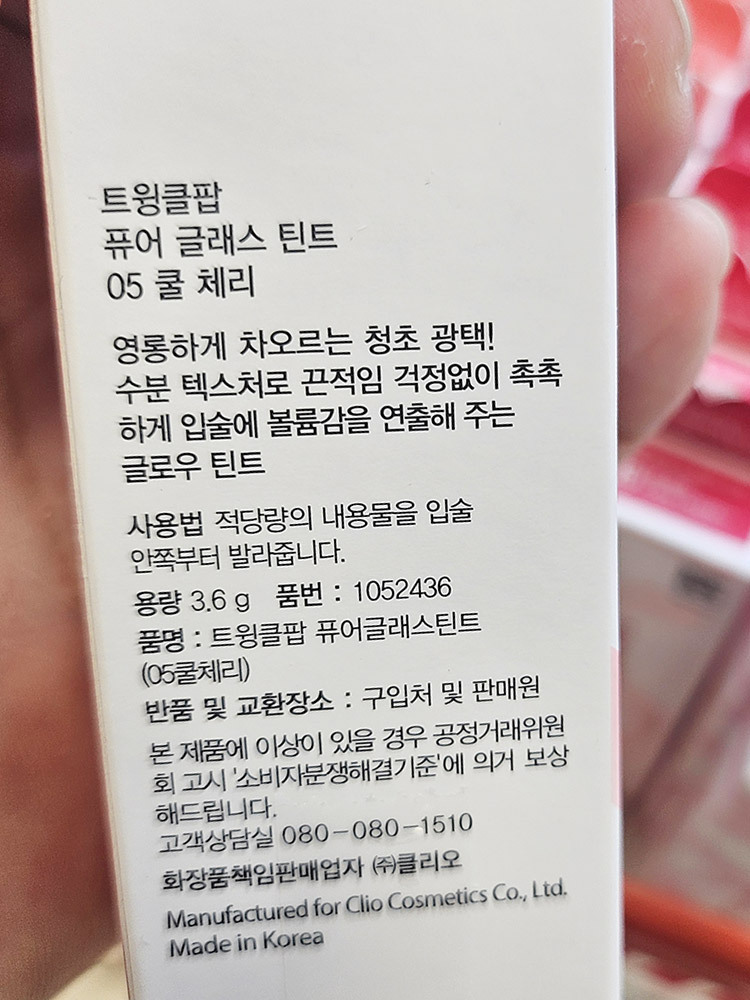 트윙클팝
퓨어 글래스 틴트
05 쿨 체리
영롱하게 차오르는 청초 광택!
수분 텍스처로 끈적임 걱정없이 촉촉
하게 입술에 볼륨감을 연출해 주는
글로우 틴트
사용법 적당량의 내용물을 입술
안쪽부터 발라줍니다.
용량 3.6 g 품번 : 1052436
품명 : 트윙클팝 퓨어글래스틴트
(05쿨체리)
반품 및 교환장소 : 구입처 및 판매원
본 제품에 이상이 있을 경우 공정거래위원
회 고시 '소비자분쟁해결기준'에 의거 보상
해드립니다.
고객상담실 080-080-1510
화장품책임판매업자 ㈜클리오
Manufactured for Clio Cosmetics Co., Ltd.
Made in Korea